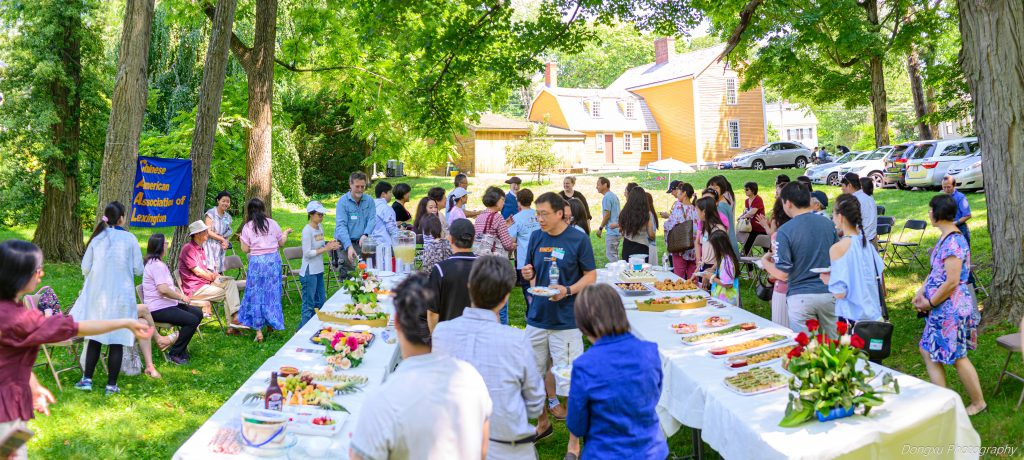 Chinese
American
Association of
Lexington
Dongxu Photography